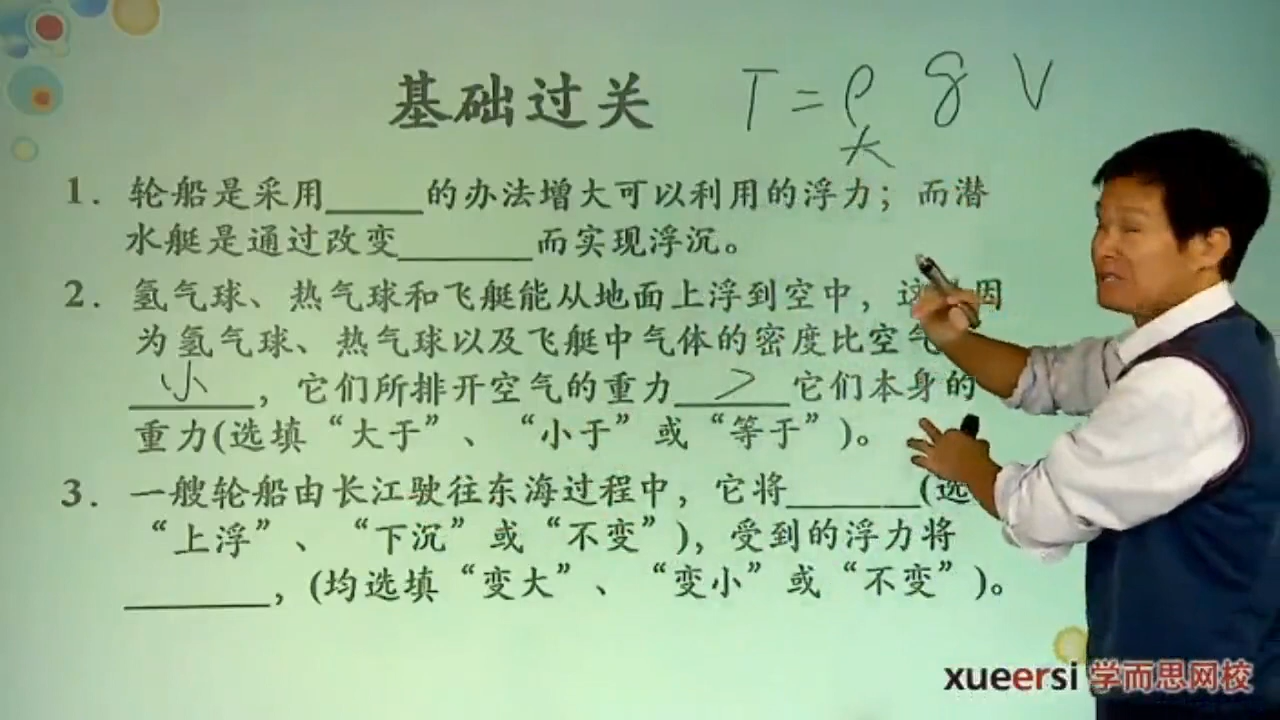 基础过关 T = ρ g V
大
1. 轮船是采用_____的办法增大可以利用的浮力；而潜
水艇是通过改变_______而实现浮沉。
2. 氢气球、热气球和飞艇能从地面上浮到空中，这 因
为氢气球、热气球以及飞艇中气体的密度比空气
小，它们所排开空气的重力 > 它们本身的
重力(选填“大于”、“小于”或“等于”)。
3. 一艘轮船由长江驶往东海过程中，它将_______(选
“上浮”、“下沉”或“不变”)，受到的浮力将
_______，(均选填“变大”、“变小”或“不变”)。
xueersi 学而思网校